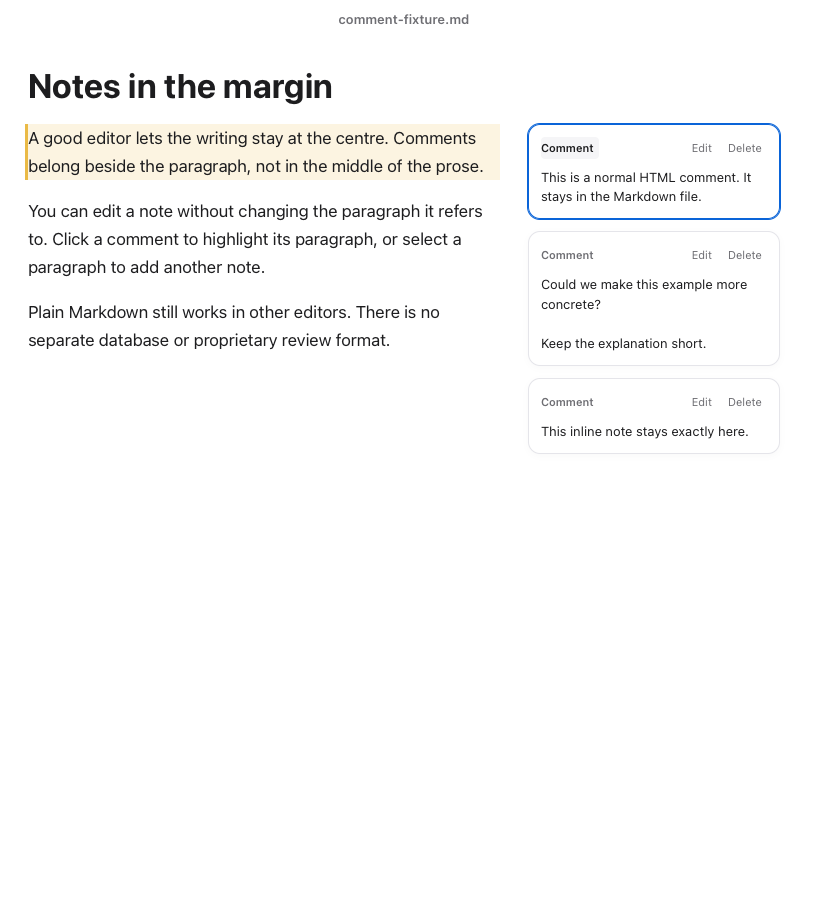 comment-fixture.md
Notes in the margin
A good editor lets the writing stay at the centre. Comments
belong beside the paragraph, not in the middle of the prose.
You can edit a note without changing the paragraph it refers
to. Click a comment to highlight its paragraph, or select a
paragraph to add another note.
Plain Markdown still works in other editors. There is no
separate database or proprietary review format.
Comment Edit Delete
This is a normal HTML comment. It
stays in the Markdown file.
Comment Edit Delete
Could we make this example more
concrete?
Keep the explanation short.
Comment Edit Delete
This inline note stays exactly here.